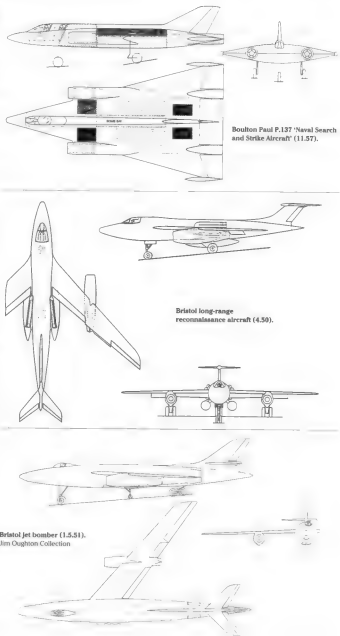 Boulton Paul P.137 'Naval Search
and Strike Aircraft' (11.57).
Bristol long-range
reconnaissance aircraft (4.50).
Bristol jet bomber (1.5.51).
Jim Oughton Collection